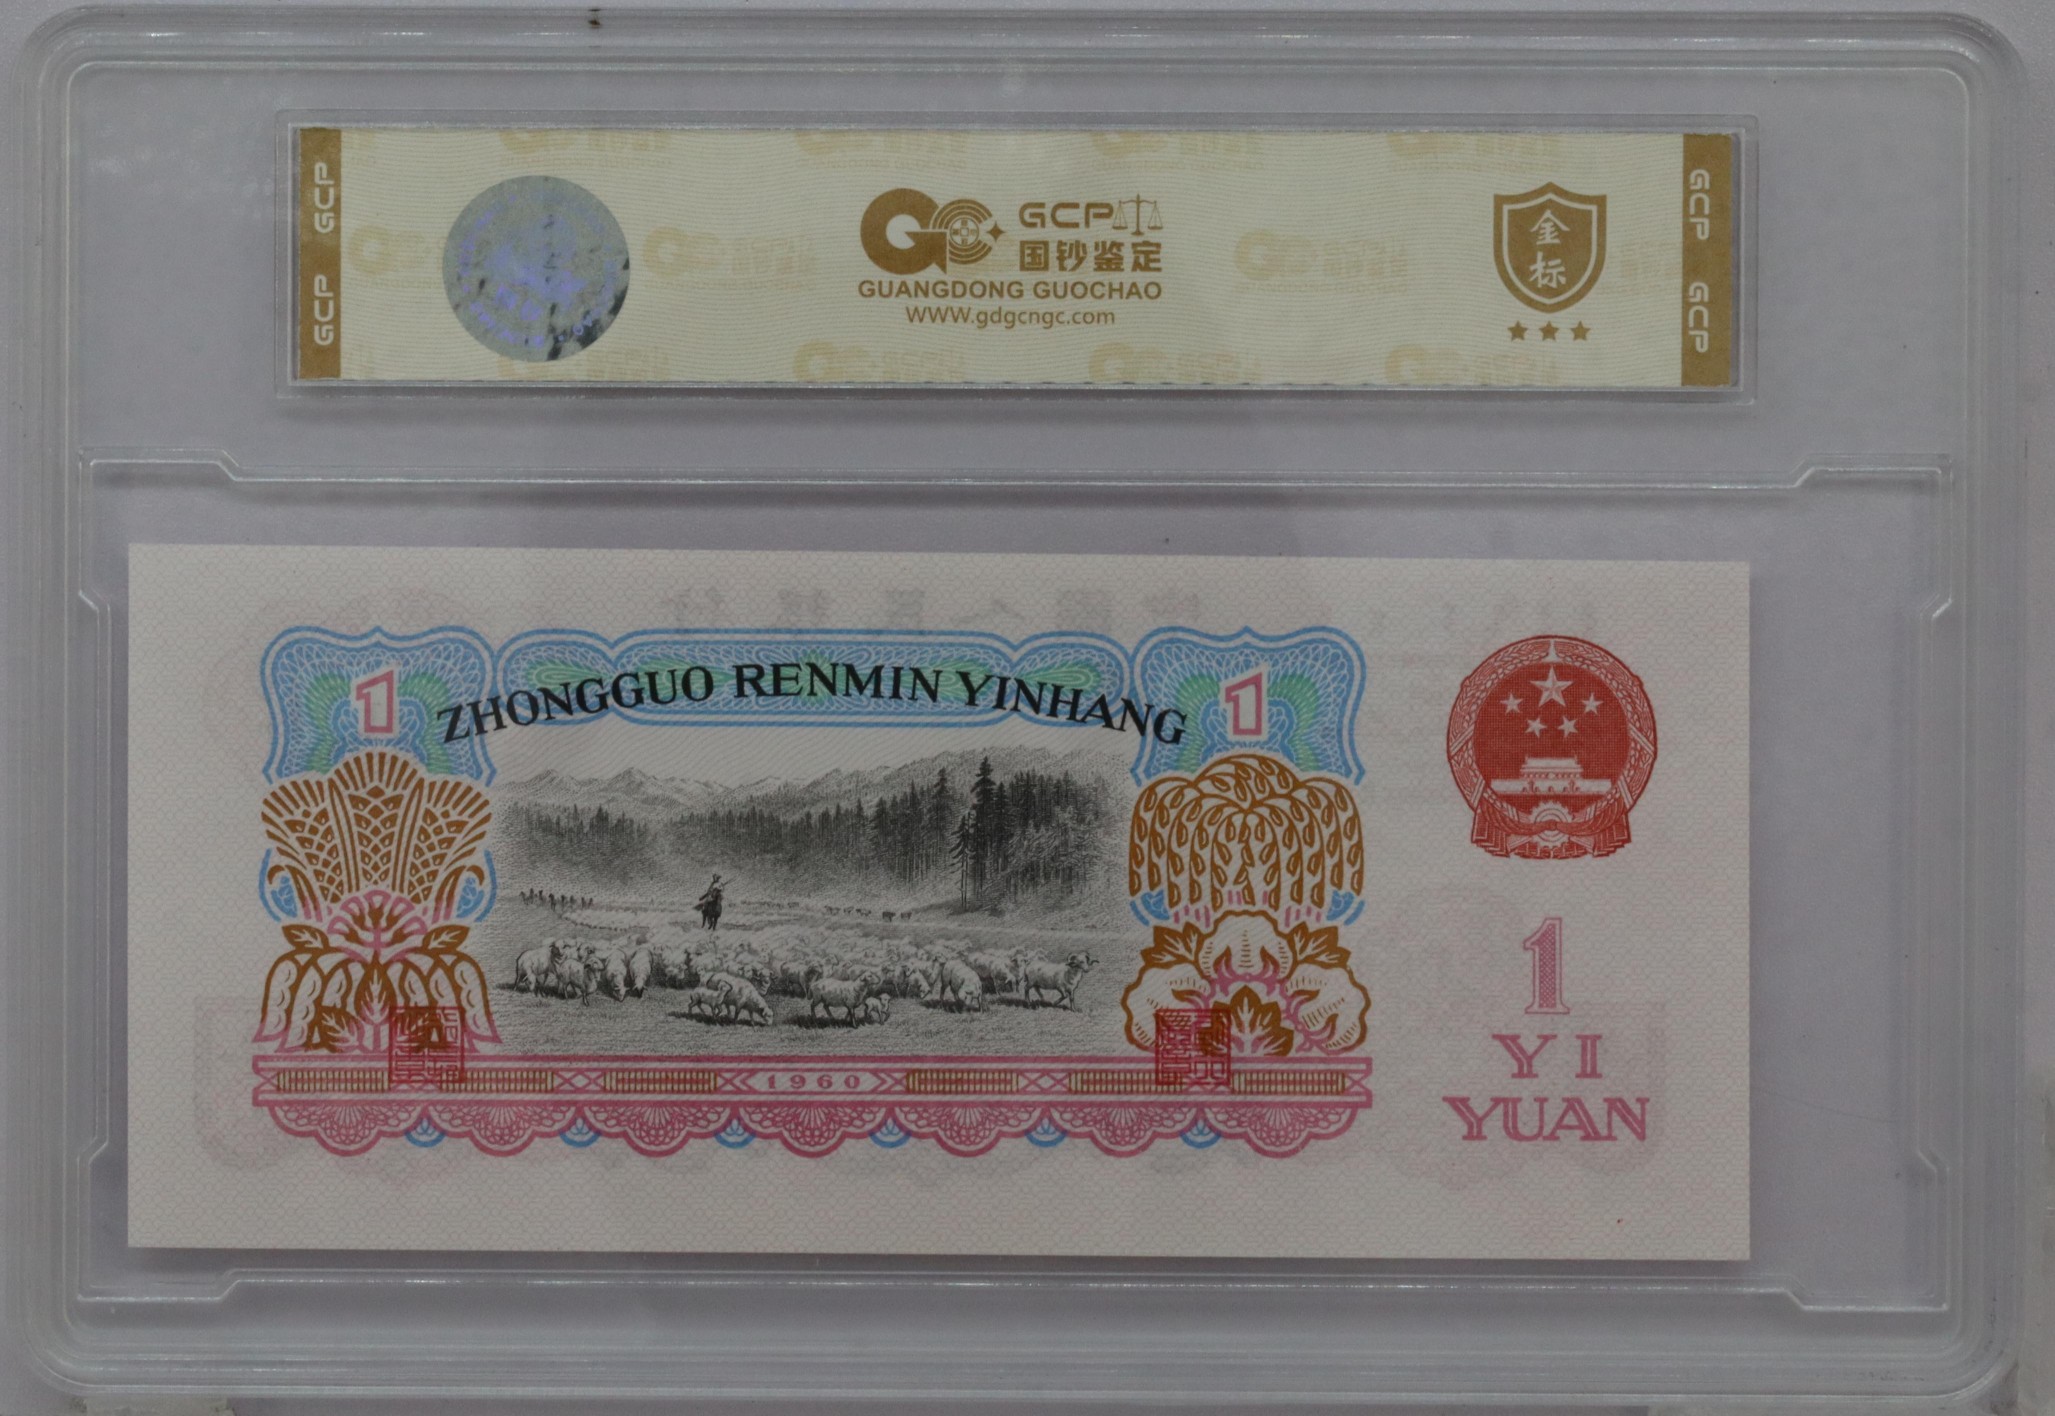 GCP GCP
GCP
国钞鉴定
GUANGDONG GUOCHAO
WWW.gdgcngc.com
金
标
GCP GCP
1 ZHONGGUO RENMIN YINHANG 1
1960
1
YI
YUAN